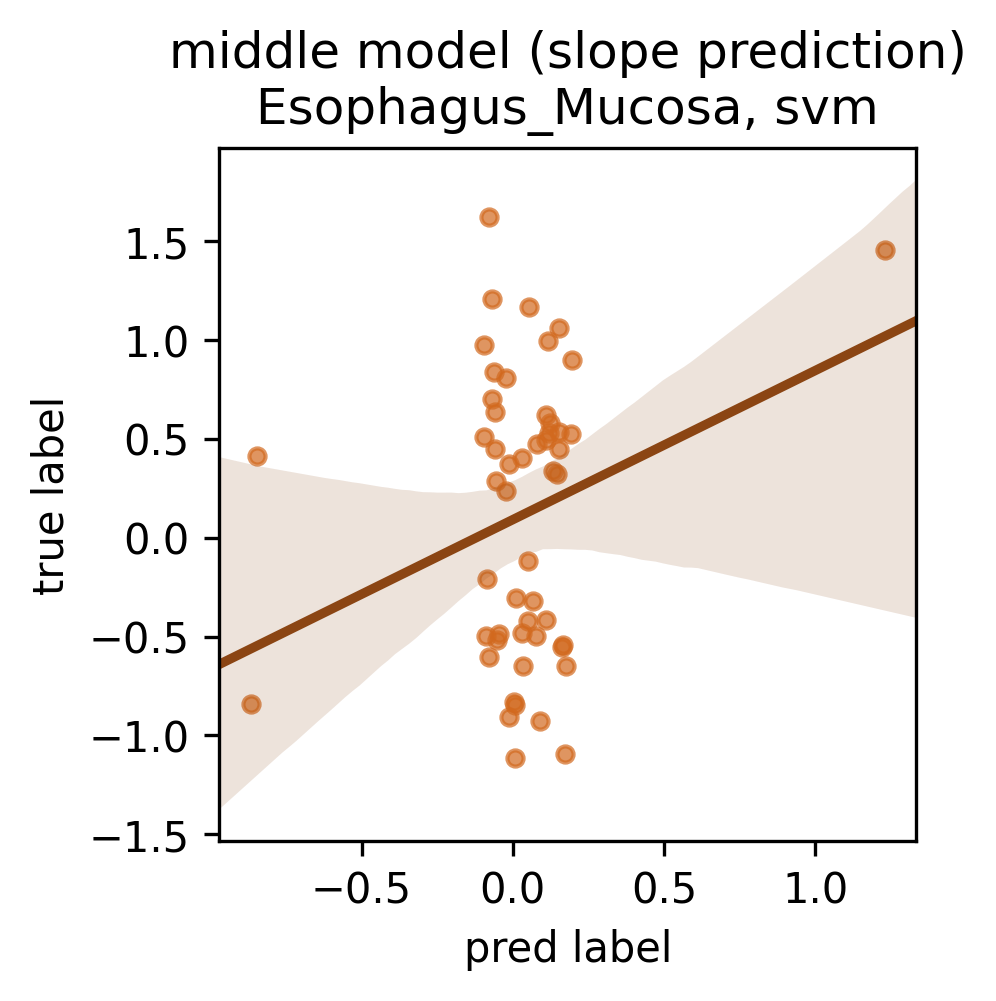 middle model (slope prediction)
Esophagus_Mucosa, svm
true label
1.5
1.0
0.5
0.0
−0.5
−1.0
−1.5
−0.5
0.0
0.5
1.0
pred label